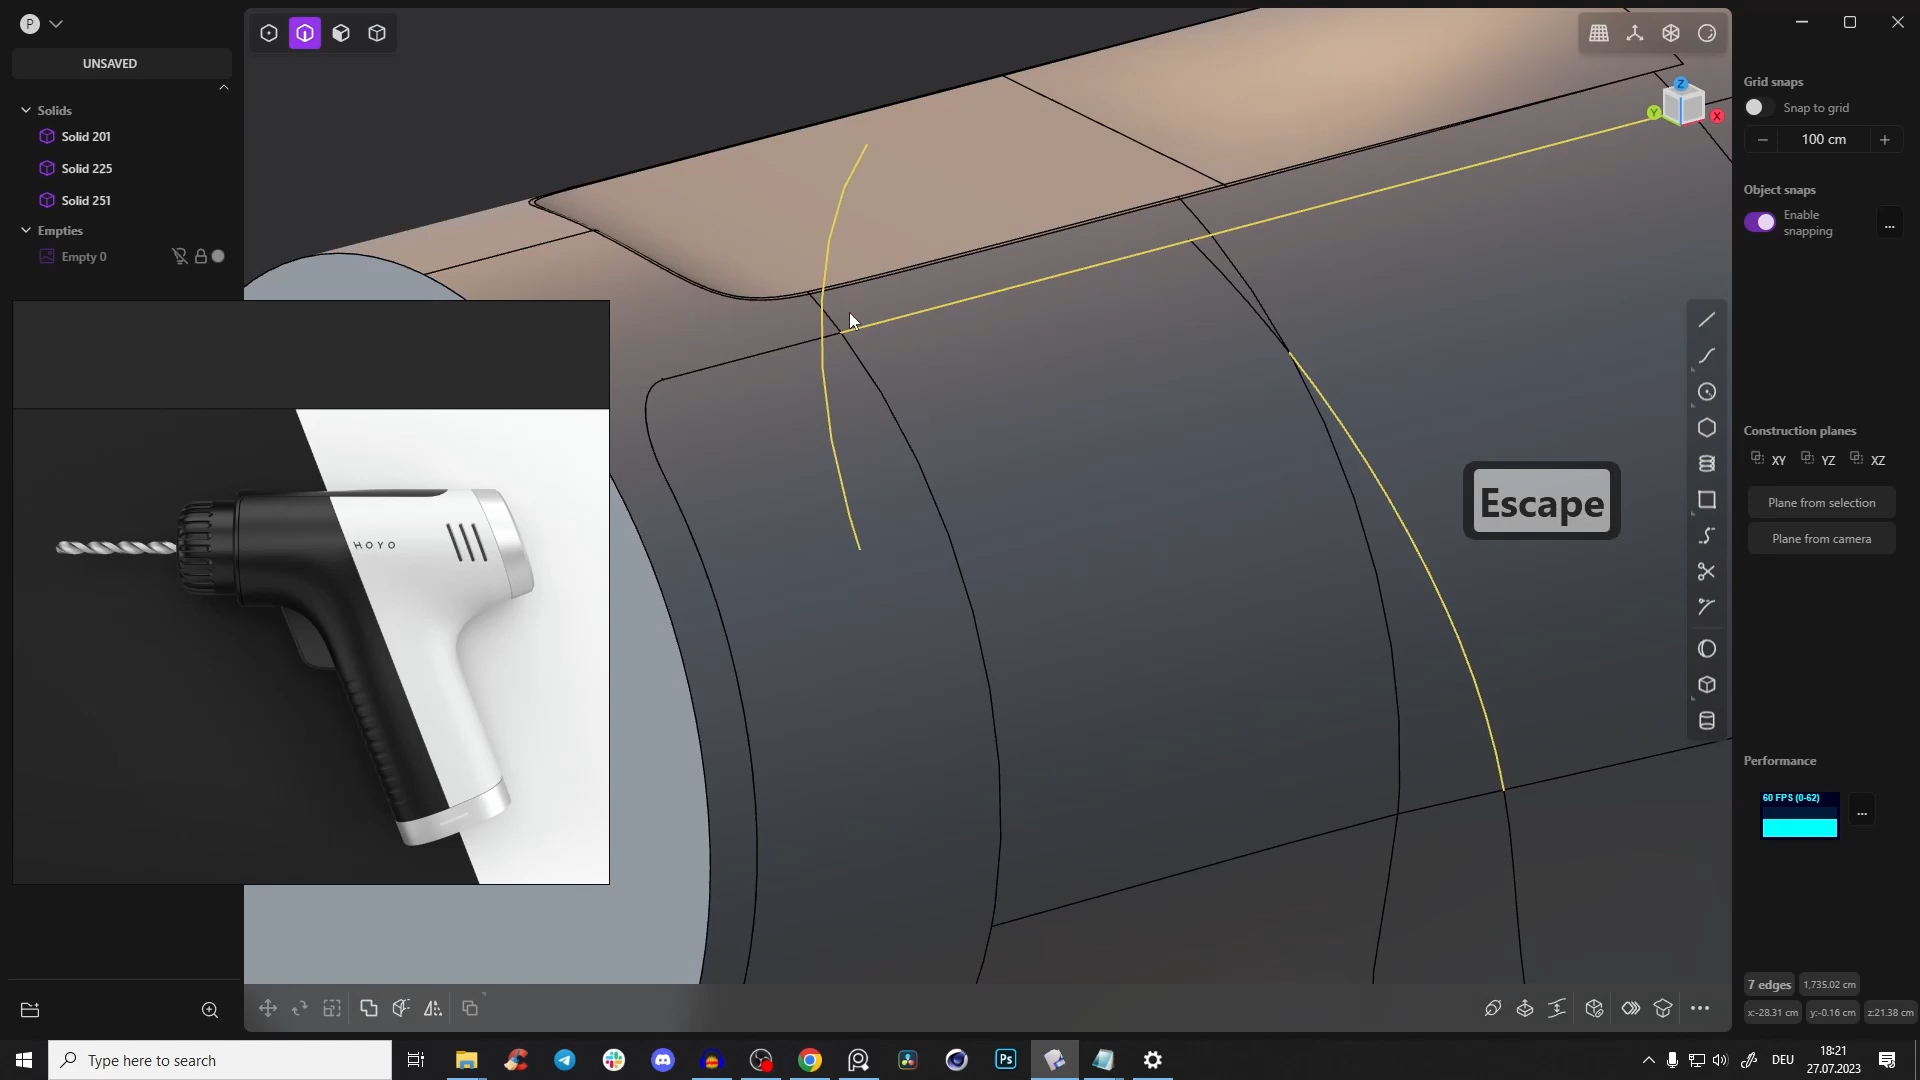 P
UNSAVED
Solids
Solid 201
Solid 225
Solid 251
Empties
Empty 0
HOYO
Escape
Z
Y
X
Grid snaps
Snap to grid
100 cm
Object snaps
Enable
snapping
...
Construction planes
XY
YZ
XZ
Plane from selection
Plane from camera
Performance
60 FPS (0-62)
...
7 edges
1,735.02 cm
x:-28.31 cm
y:-0.16 cm
z:21.38 cm
Type here to search
Ps
DEU
18:21
27.07.2023